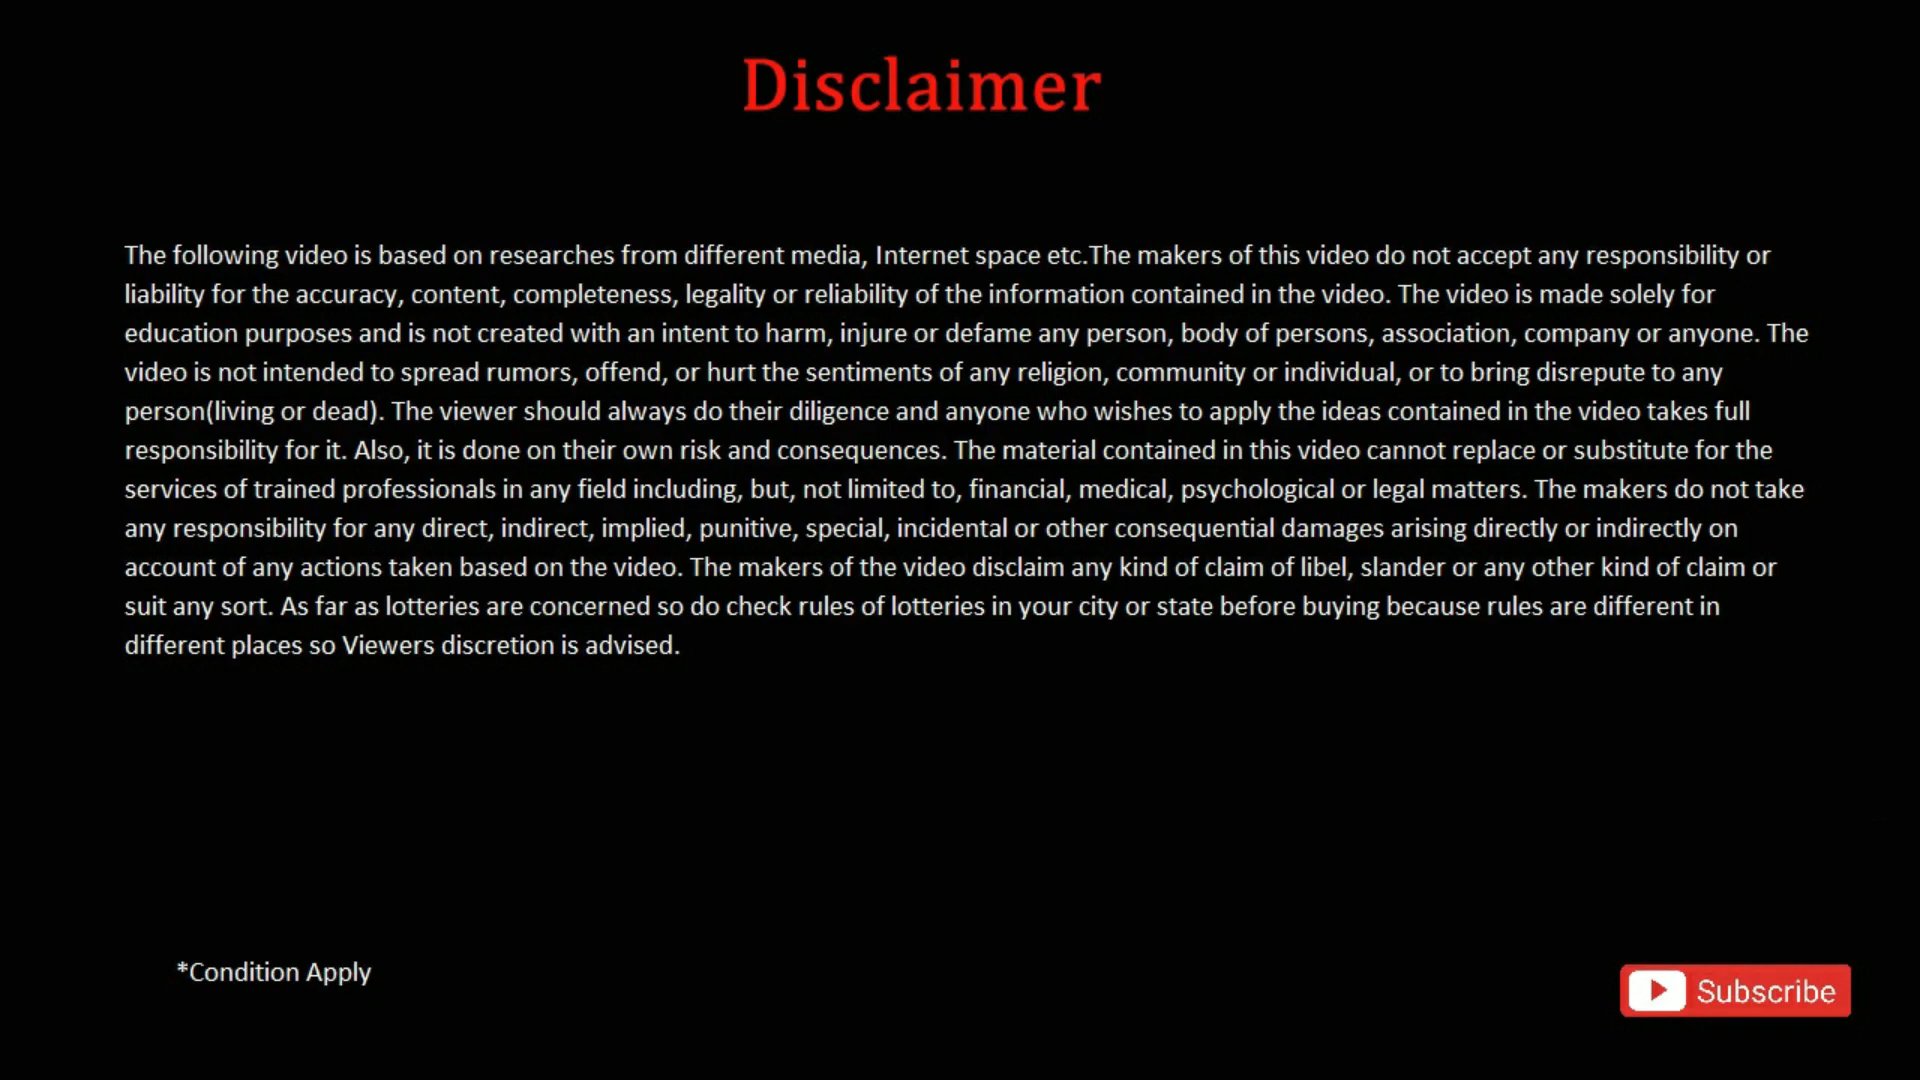 Disclaimer
The following video is based on researches from different media, Internet space etc.The makers of this video do not accept any responsibility or
liability for the accuracy, content, completeness, legality or reliability of the information contained in the video. The video is made solely for
education purposes and is not created with an intent to harm, injure or defame any person, body of persons, association, company or anyone. The
video is not intended to spread rumors, offend, or hurt the sentiments of any religion, community or individual, or to bring disrepute to any
person(living or dead). The viewer should always do their diligence and anyone who wishes to apply the ideas contained in the video takes full
responsibility for it. Also, it is done on their own risk and consequences. The material contained in this video cannot replace or substitute for the
services of trained professionals in any field including, but, not limited to, financial, medical, psychological or legal matters. The makers do not take
any responsibility for any direct, indirect, implied, punitive, special, incidental or other consequential damages arising directly or indirectly on
account of any actions taken based on the video. The makers of the video disclaim any kind of claim of libel, slander or any other kind of claim or
suit any sort. As far as lotteries are concerned so do check rules of lotteries in your city or state before buying because rules are different in
different places so Viewers discretion is advised.
*Condition Apply
Subscribe